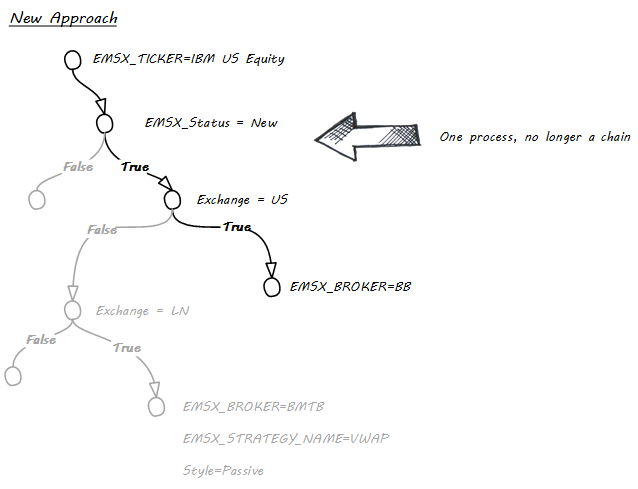 New Approach
EMSX_TICKER=IBM US Equity
EMSX_Status = New
One process, no longer a chain
False
True
Exchange = US
False
True
EMSX_BROKER=BB
Exchange = LN
False
True
EMSX_BROKER=BMTB
EMSX_STRATEGY_NAME=VWAP
Style=Passive